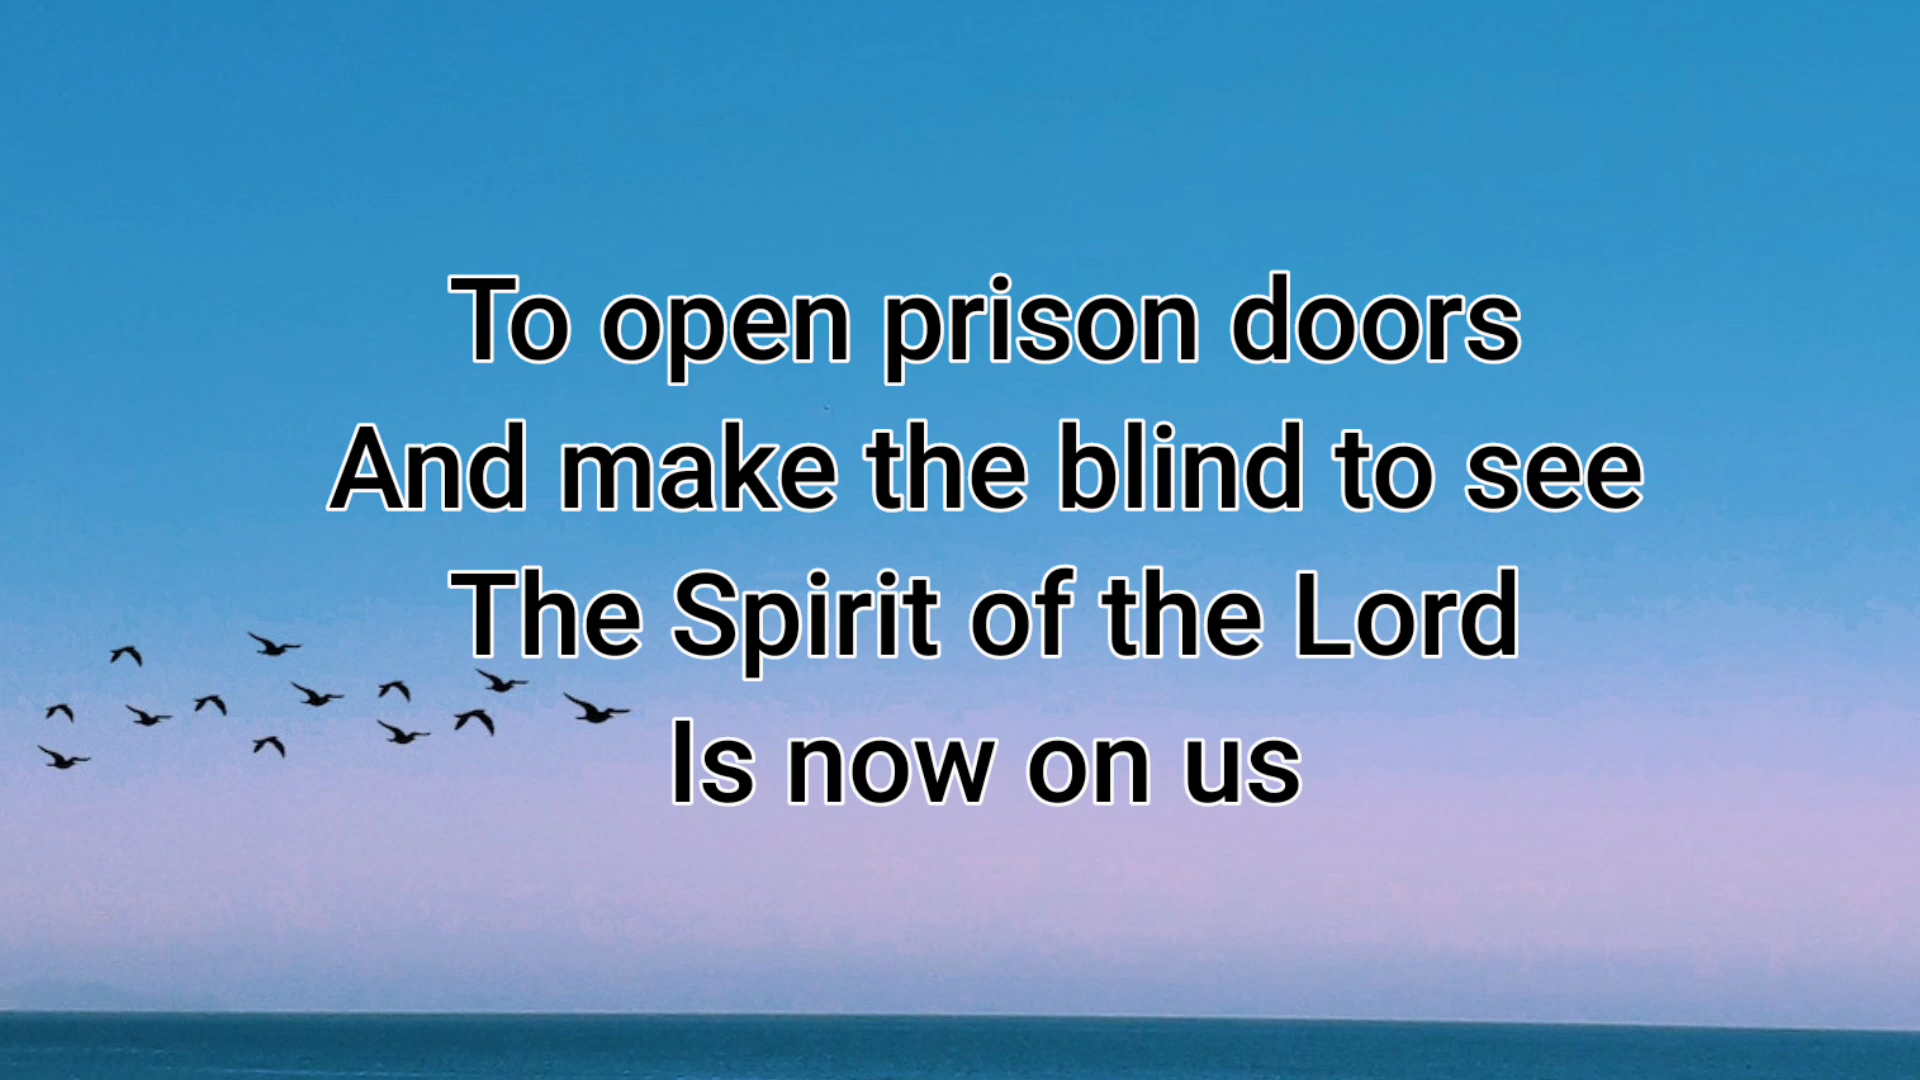 To open prison doors
And make the blind to see
The Spirit of the Lord
Is now on us